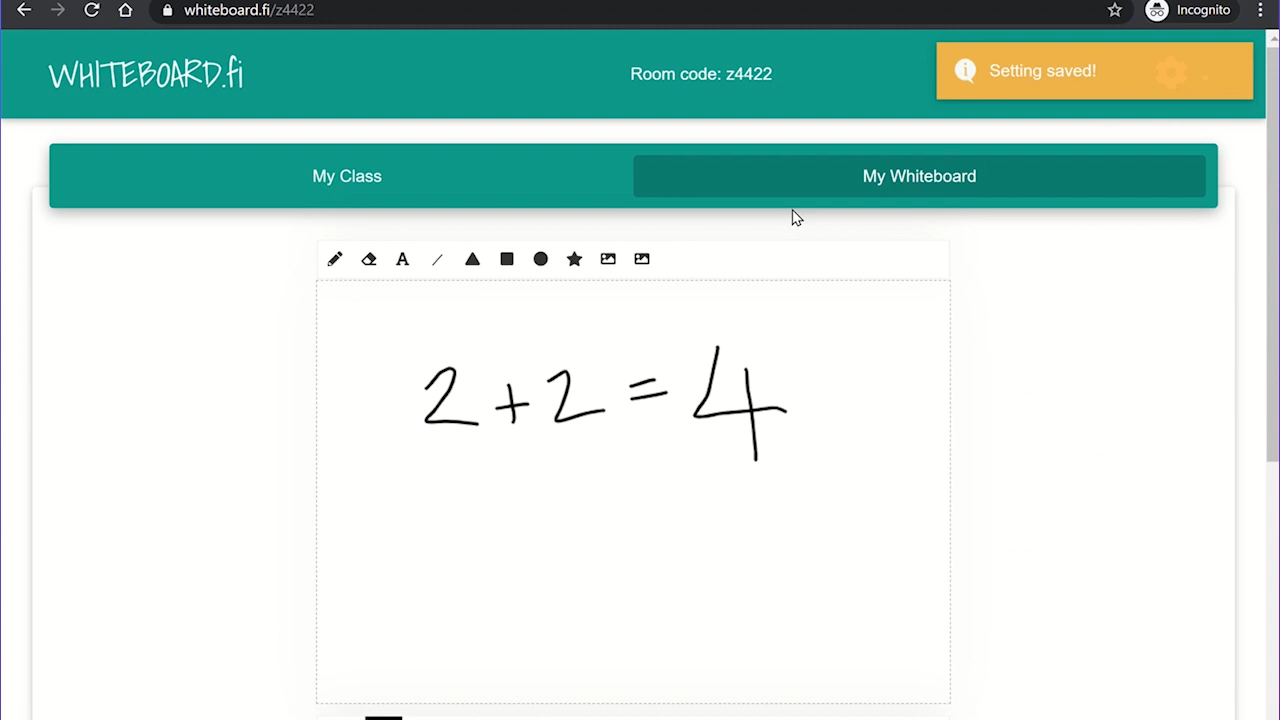 whiteboard.fi/z4422
Incognito
WHITEBOARD.fi
Room code: z4422
Setting saved!
My Class
My Whiteboard
A
2+2=4